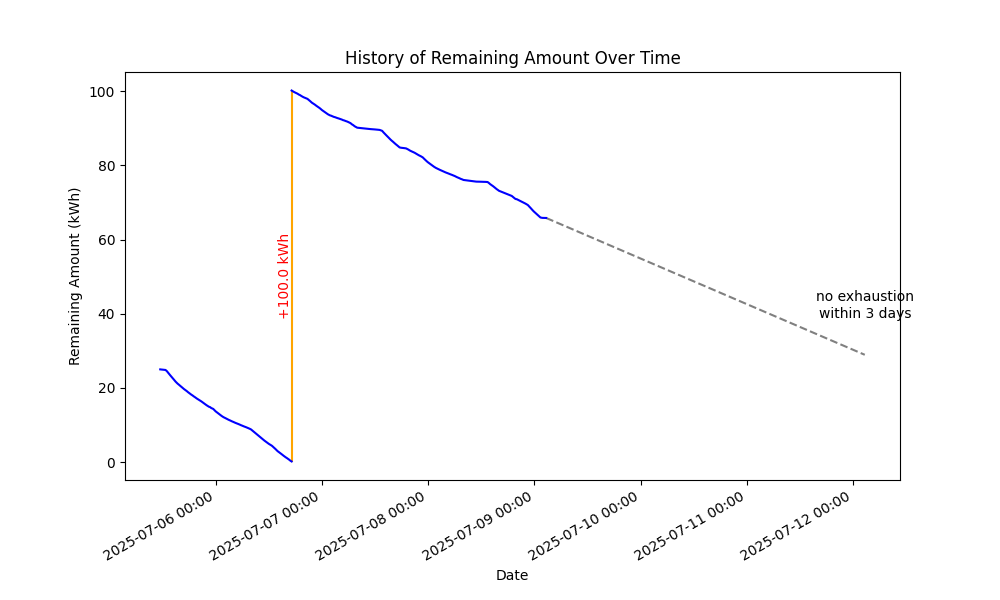 History of Remaining Amount Over Time
Remaining Amount (kWh)
100
80
60
40
20
0
+100.0 kWh
no exhaustion
within 3 days
2025-07-06 00:00
2025-07-07 00:00
2025-07-08 00:00
2025-07-09 00:00
2025-07-10 00:00
2025-07-11 00:00
2025-07-12 00:00
Date